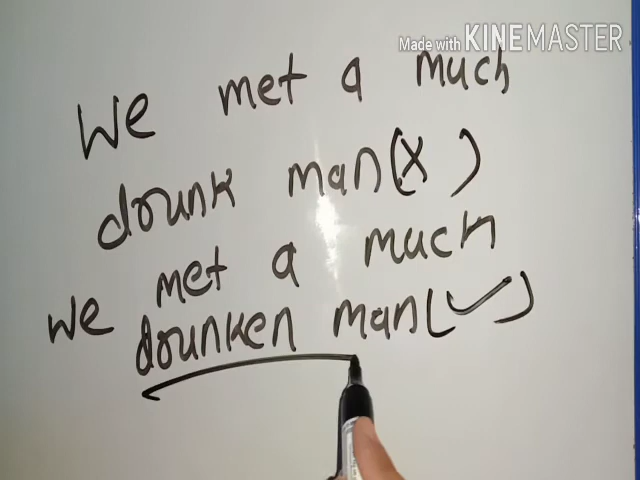 Made with KINEMASTER
We met a much
drunk man (X)
We met a much
drunken man (✓)